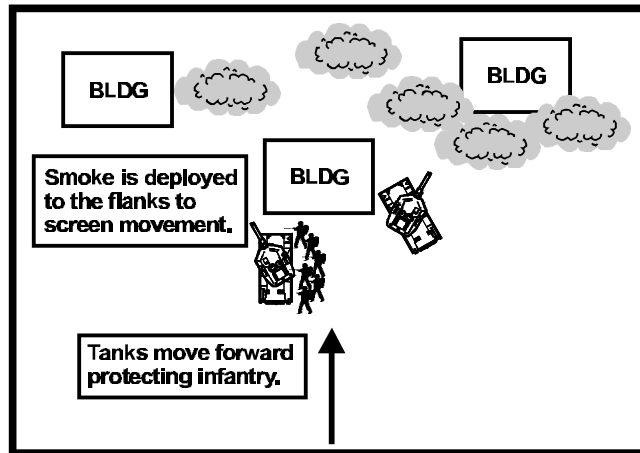 BLDG
BLDG
BLDG
Smoke is deployed
to the flanks to
screen movement.
Tanks move forward
protecting infantry.